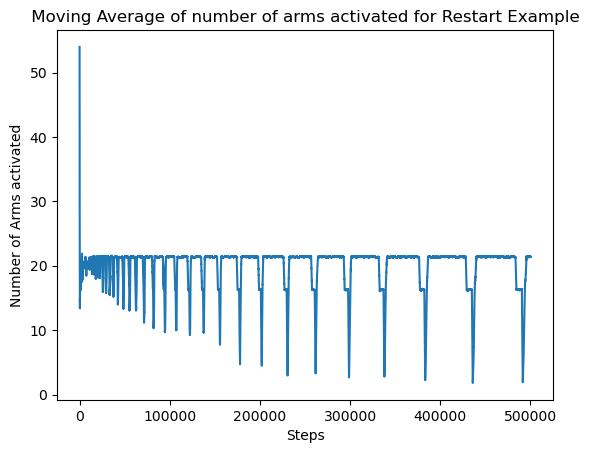 Moving Average of number of arms activated for Restart Example
Number of Arms activated
50
40
30
20
10
0
0 100000 200000 300000 400000 500000
Steps